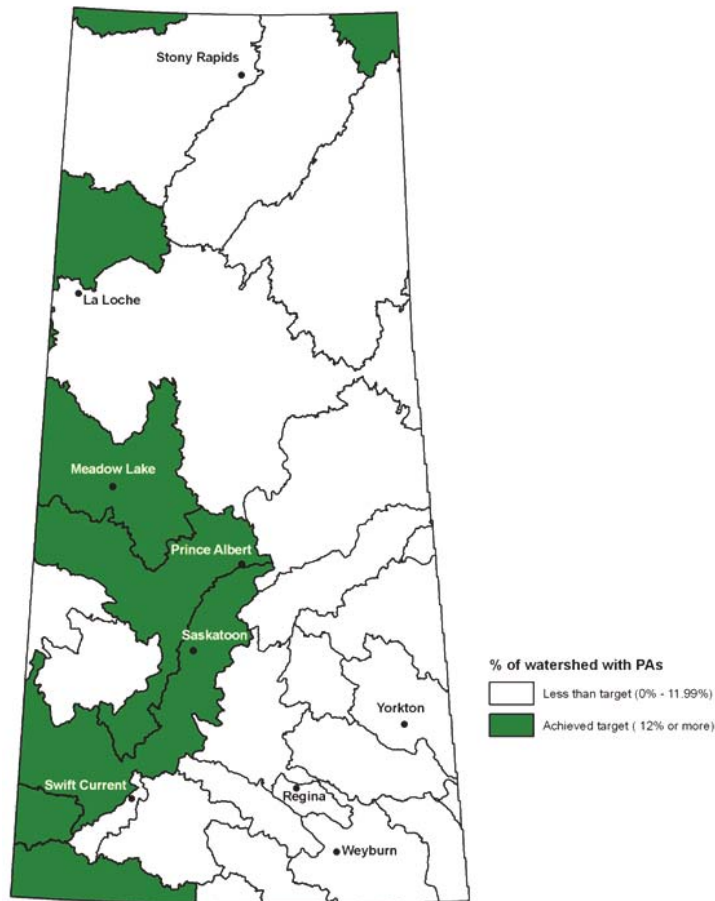 Stony Rapids
La Loche
Meadow Lake
Prince Albert
Saskatoon
% of watershed with PAs
Less than target (0% - 11.99%)
Yorkton
Achieved target ( 12% or more)
Swift Current
Regina
Weyburn